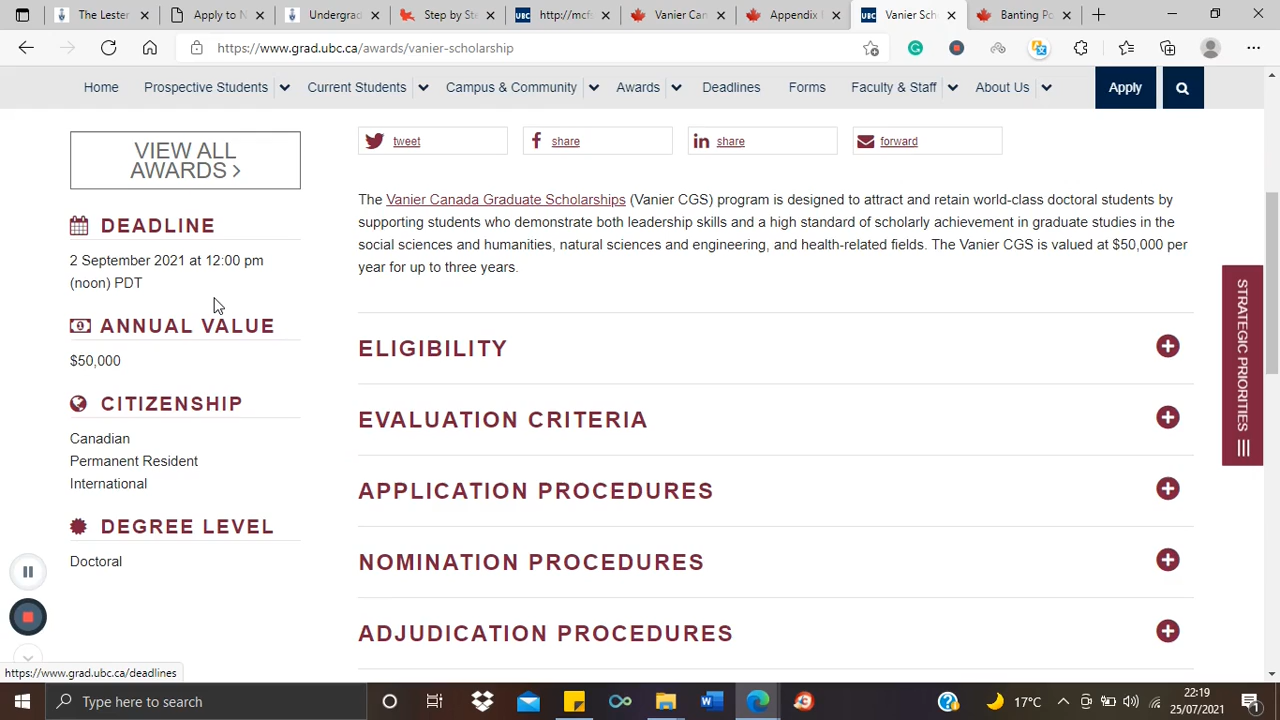 The Lester
Apply to N
Undergrad
Step by Ste
http://mcfs
Vanier Can
Appendix I
Vanier Sch
Banting Po
https://www.grad.ubc.ca/awards/vanier-scholarship
Home
Prospective Students
Current Students
Campus & Community
Awards
Deadlines
Forms
Faculty & Staff
About Us
Apply
VIEW ALL
AWARDS >
tweet
share
share
forward
DEADLINE
2 September 2021 at 12:00 pm
(noon) PDT
The Vanier Canada Graduate Scholarships (Vanier CGS) program is designed to attract and retain world-class doctoral students by
supporting students who demonstrate both leadership skills and a high standard of scholarly achievement in graduate studies in the
social sciences and humanities, natural sciences and engineering, and health-related fields. The Vanier CGS is valued at $50,000 per
year for up to three years.
ANNUAL VALUE
$50,000
CITIZENSHIP
Canadian
Permanent Resident
International
DEGREE LEVEL
Doctoral
ELIGIBILITY
EVALUATION CRITERIA
APPLICATION PROCEDURES
NOMINATION PROCEDURES
ADJUDICATION PROCEDURES
STRATEGIC PRIORITIES
https://www.grad.ubc.ca/deadlines
Type here to search
17°C
22:19
25/07/2021
1